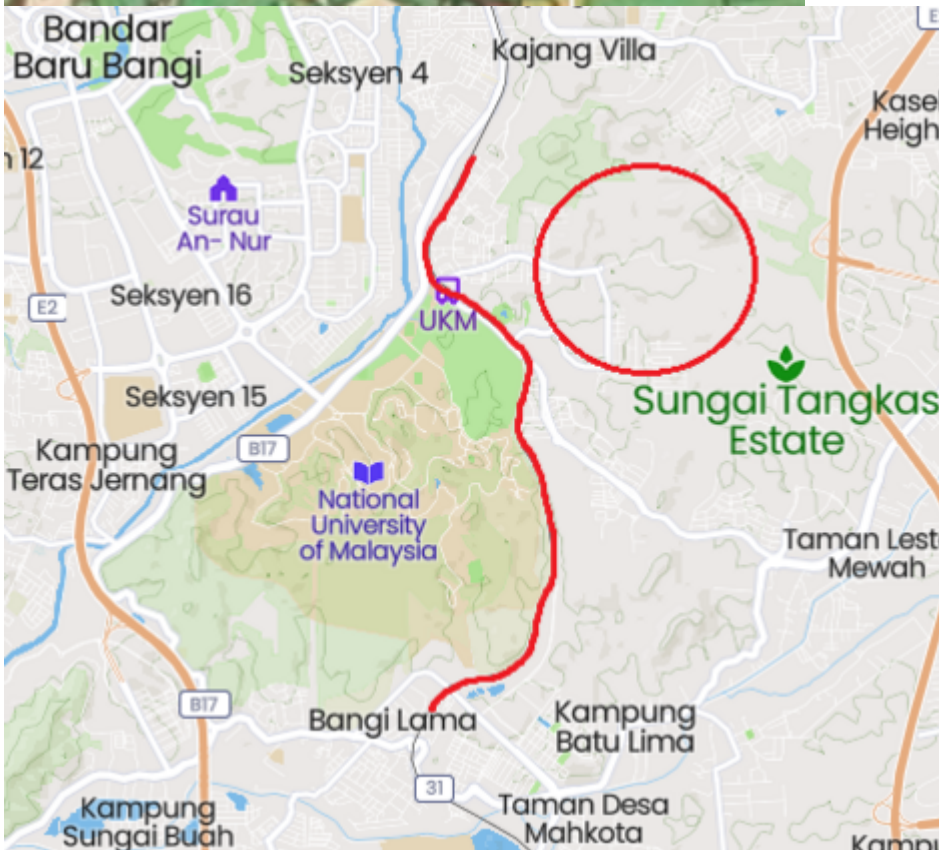 Bandar
Baru Bangi
Seksyen 4
Kajang Villa
E
Kase
Heigh
n 12
Surau
An- Nur
E2
Seksyen 16
UKM
Seksyen 15
Sungai Tangkas
Estate
B17
Kampung
Teras Jernang
National
University
of Malaysia
Taman Lest
Mewah
B17
Bangi Lama
Kampung
Batu Lima
31
Kampung
Sungai Buah
Taman Desa
Mahkota
Kampu